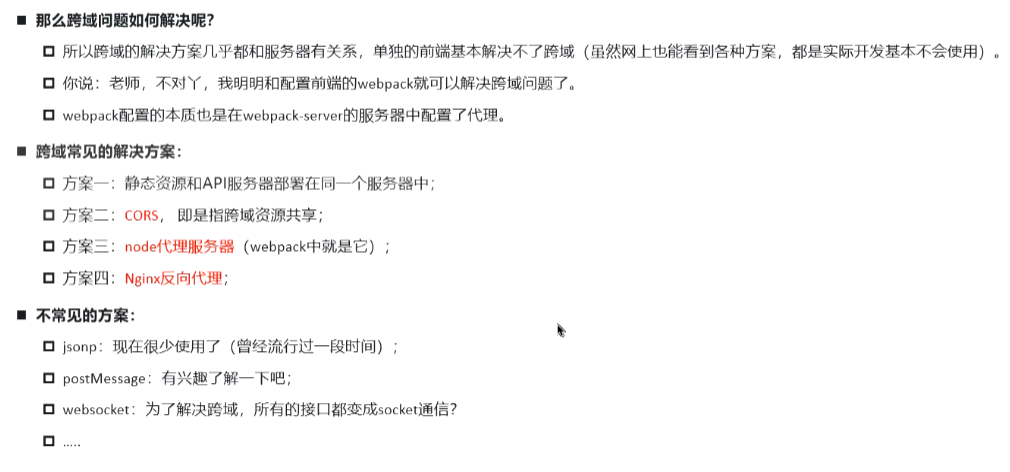 那么跨域问题如何解决呢?
所以跨域的解决方案几乎都和服务器有关系，单独的前端基本解决不了跨域（虽然网上也能看到各种方案，都是实际开发基本不会使用）。
你说：老师，不对丫，我明明和配置前端的webpack就可以解决跨域问题了。
webpack配置的本质也是在webpack-server的服务器中配置了代理。
跨域常见的解决方案：
方案一：静态资源和API服务器部署在同一个服务器中；
方案二：CORS， 即是指跨域资源共享；
方案三：node代理服务器（webpack中就是它）；
方案四：Nginx反向代理；
不常见的方案：
jsonp：现在很少使用了（曾经流行过一段时间）；
postMessage：有兴趣了解一下吧；
websocket：为了解决跨域，所有的接口都变成socket通信？
.....